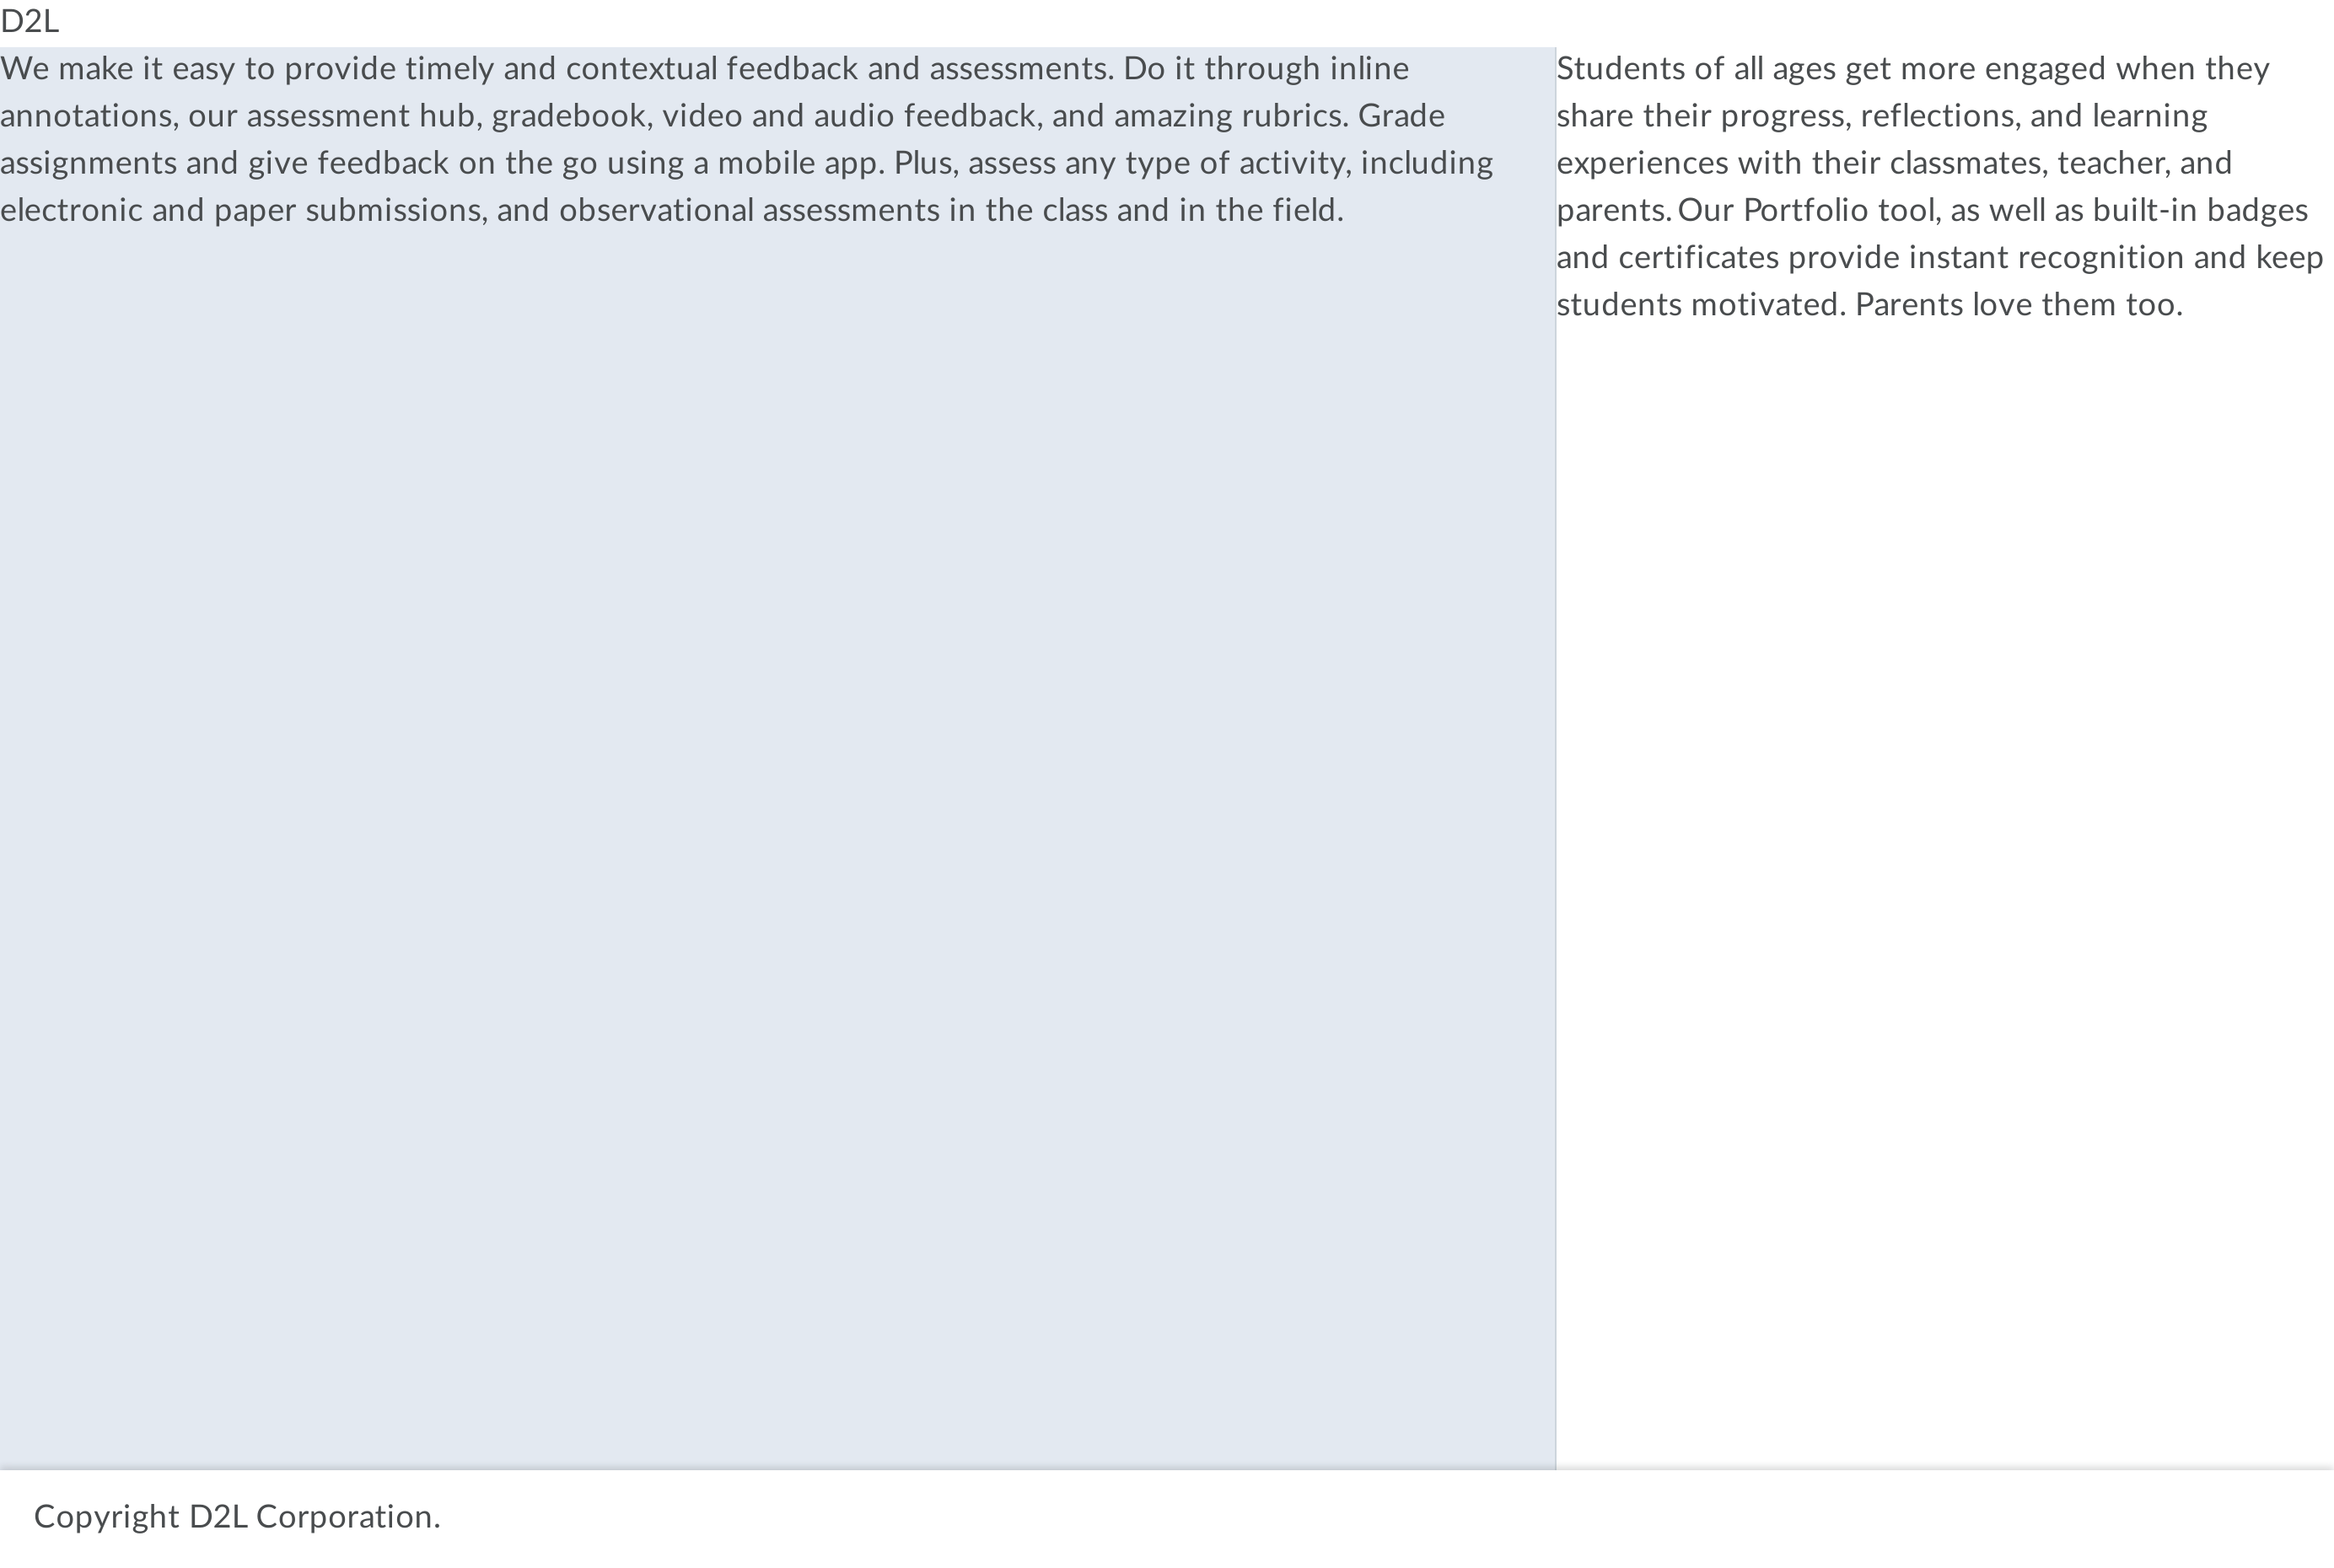 D2L
We make it easy to provide timely and contextual feedback and assessments. Do it through inline
annotations, our assessment hub, gradebook, video and audio feedback, and amazing rubrics. Grade
assignments and give feedback on the go using a mobile app. Plus, assess any type of activity, including
electronic and paper submissions, and observational assessments in the class and in the field.
Students of all ages get more engaged when they
share their progress, reflections, and learning
experiences with their classmates, teacher, and
parents. Our Portfolio tool, as well as built-in badges
and certificates provide instant recognition and keep
students motivated. Parents love them too.
Copyright D2L Corporation.